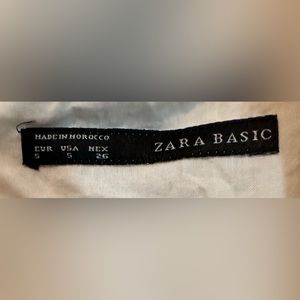 MADE IN MOROCCO
EUR USA MEX
S S 26
ZARA BASIC